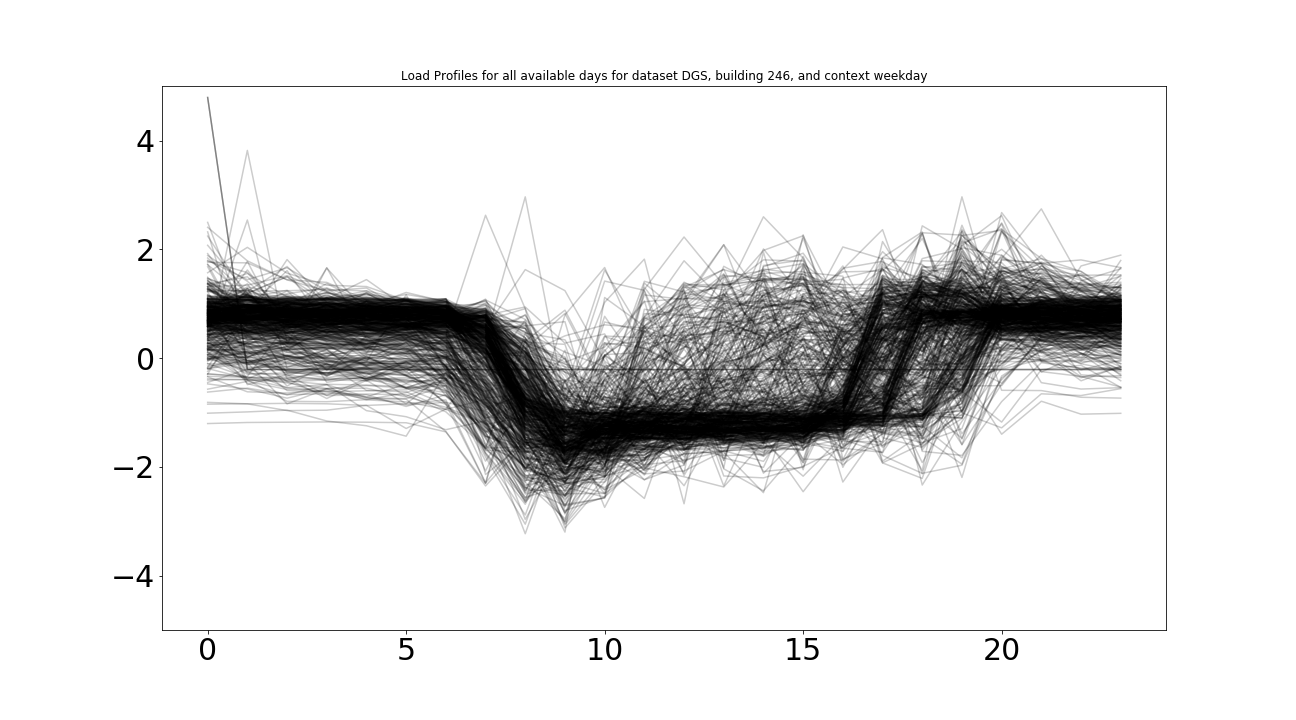 Load Profiles for all available days for dataset DGS, building 246, and context weekday
4
2
0
−2
−4
0 5 10 15 20